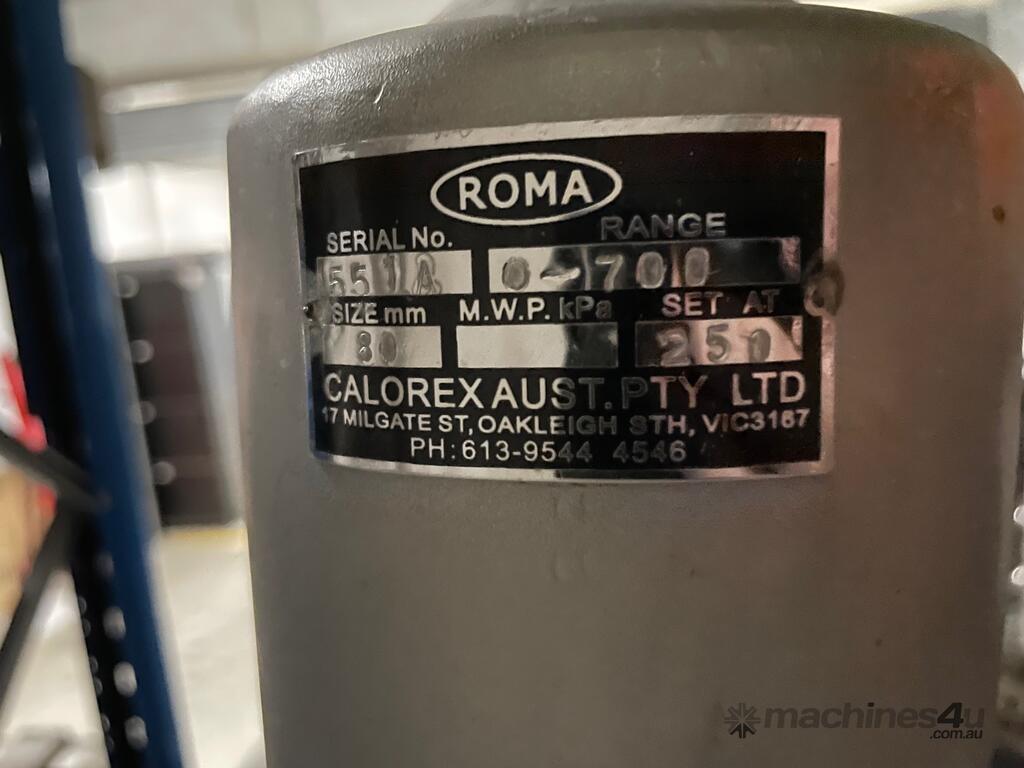 ROMA
SERIAL No. RANGE
551A 0-700
SIZE mm M.W.P. kPa SET AT
80 250
CALOREX AUST. PTY LTD
17 MILGATE ST, OAKLEIGH STH, VIC3167
PH: 613-9544 4546
machines4u
.com.au